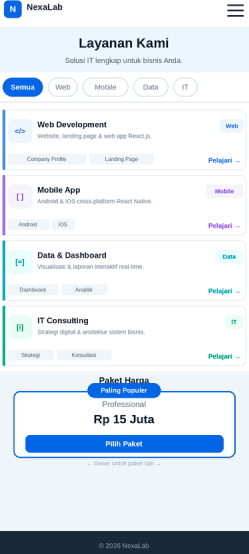 N NexaLab
Layanan Kami
Solusi IT lengkap untuk bisnis Anda.
Semua Web Mobile Data IT
</> Web Development Web
Website, landing page & web app React.js.
Company Profile Landing Page
Pelajari →
[ ] Mobile App Mobile
Android & iOS cross-platform React Native.
Android iOS
Pelajari →
[=] Data & Dashboard Data
Visualisasi & laporan interaktif real-time.
Dashboard Analitik
Pelajari →
[i] IT Consulting IT
Strategi digital & arsitektur sistem bisnis.
Strategi Konsultasi
Pelajari →
Paket Harga
Paling Populer
Professional
Rp 15 Juta
Pilih Paket
← Geser untuk paket lain →
© 2026 NexaLab